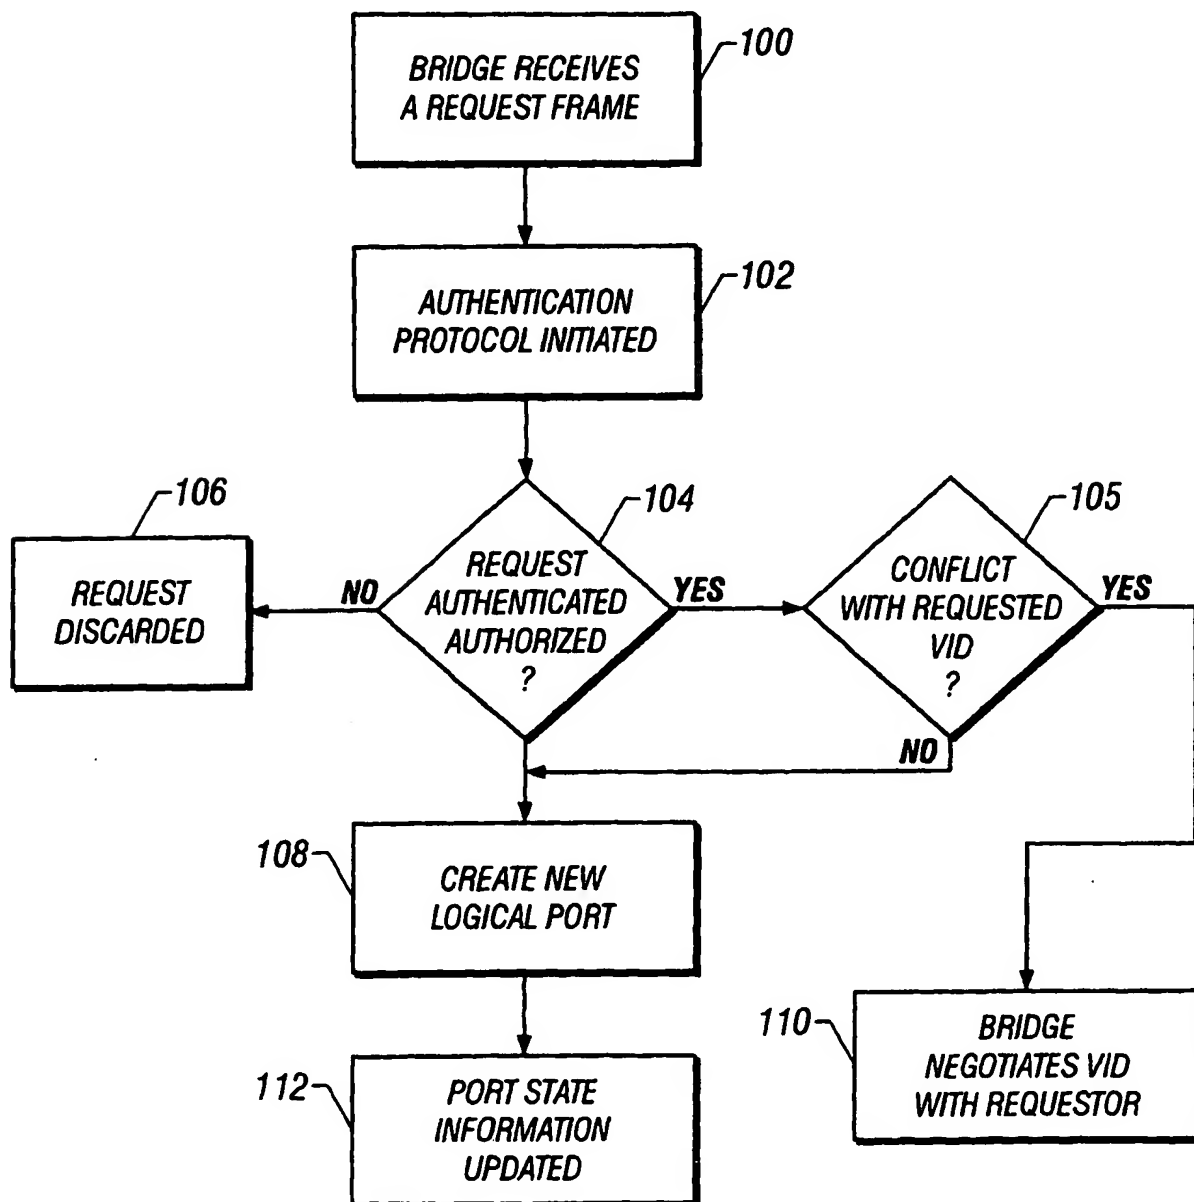 BRIDGE RECEIVES
A REQUEST FRAME
100
AUTHENTICATION
PROTOCOL INITIATED
102
REQUEST
AUTHENTICATED
AUTHORIZED
?
104
NO
YES
REQUEST
DISCARDED
106
CONFLICT
WITH REQUESTED
VID
?
105
YES
NO
108
CREATE NEW
LOGICAL PORT
110
BRIDGE
NEGOTIATES VID
WITH REQUESTOR
112
PORT STATE
INFORMATION
UPDATED